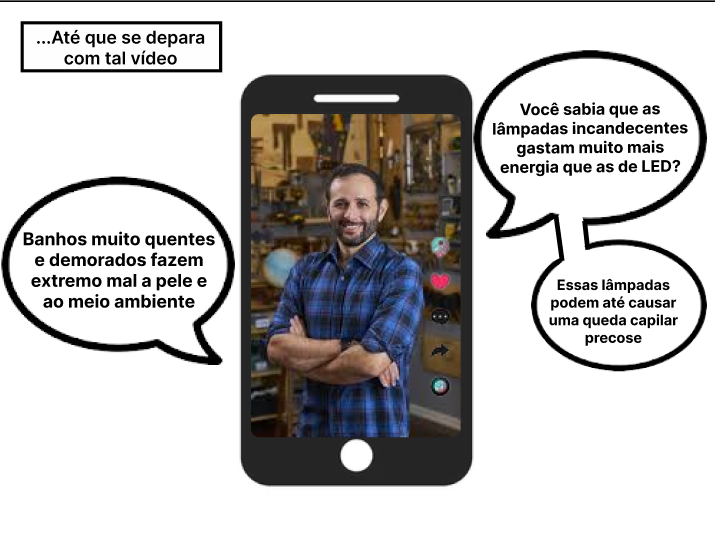 ...Até que se depara
com tal vídeo
Você sabia que as
lâmpadas incandecentes
gastam muito mais
energia que as de LED?
Banhos muito quentes
e demorados fazem
extremo mal a pele e
ao meio ambiente
Essas lâmpadas
podem até causar
uma queda capilar
precose